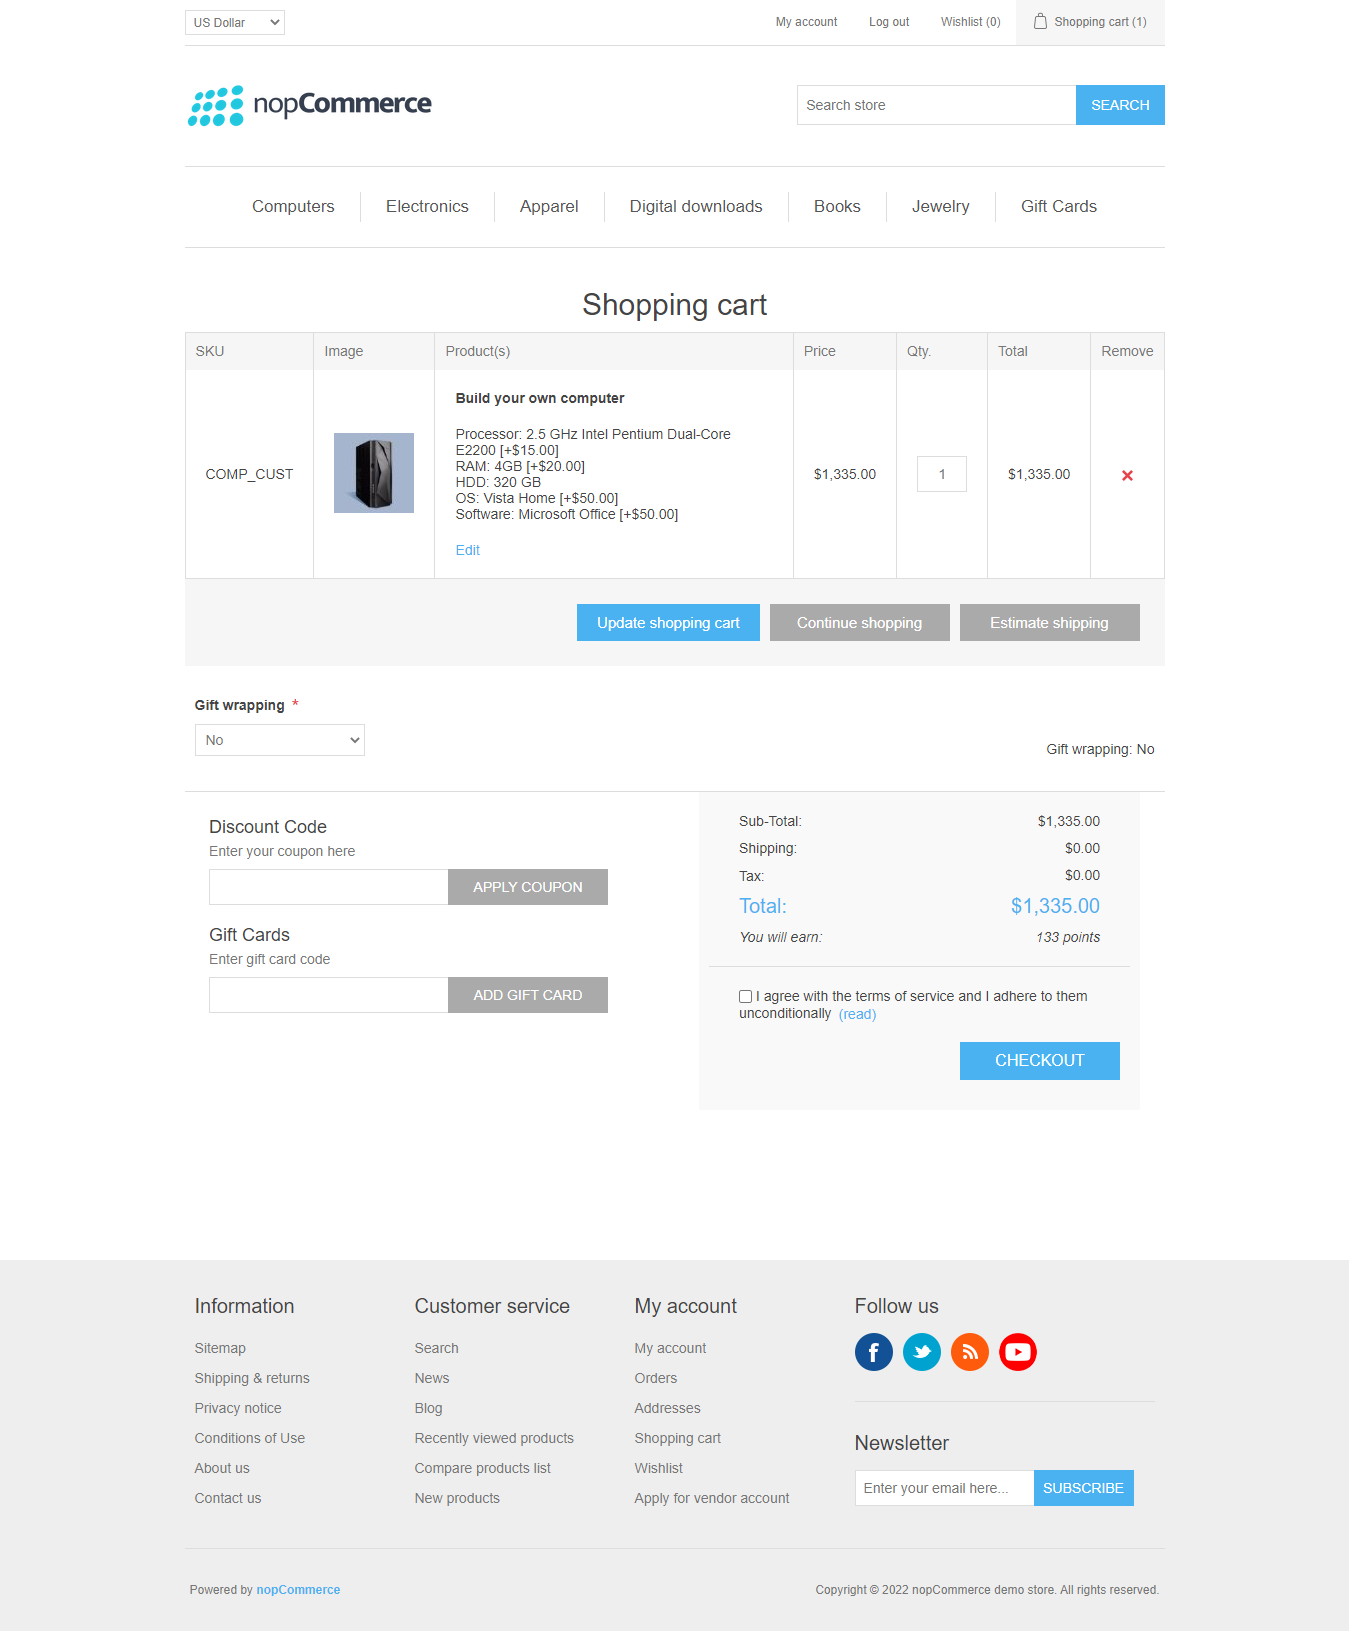 US Dollar
My account
Log out
Wishlist (0)
Shopping cart (1)
nopCommerce
Search store
SEARCH
Computers
Electronics
Apparel
Digital downloads
Books
Jewelry
Gift Cards
Shopping cart
SKU
Image
Product(s)
Price
Qty.
Total
Remove
COMP_CUST
Build your own computer
Processor: 2.5 GHz Intel Pentium Dual-Core
E2200 [+$15.00]
RAM: 4GB [+$20.00]
HDD: 320 GB
OS: Vista Home [+$50.00]
Software: Microsoft Office [+$50.00]
Edit
$1,335.00
1
$1,335.00
Update shopping cart
Continue shopping
Estimate shipping
Gift wrapping *
No
Gift wrapping: No
Discount Code
Enter your coupon here
APPLY COUPON
Gift Cards
Enter gift card code
ADD GIFT CARD
Sub-Total: $1,335.00
Shipping: $0.00
Tax: $0.00
Total: $1,335.00
You will earn: 133 points
I agree with the terms of service and I adhere to them
unconditionally (read)
CHECKOUT
Information
Sitemap
Shipping & returns
Privacy notice
Conditions of Use
About us
Contact us
Customer service
Search
News
Blog
Recently viewed products
Compare products list
New products
My account
My account
Orders
Addresses
Shopping cart
Wishlist
Apply for vendor account
Follow us
Newsletter
Enter your email here...
SUBSCRIBE
Powered by nopCommerce
Copyright © 2022 nopCommerce demo store. All rights reserved.